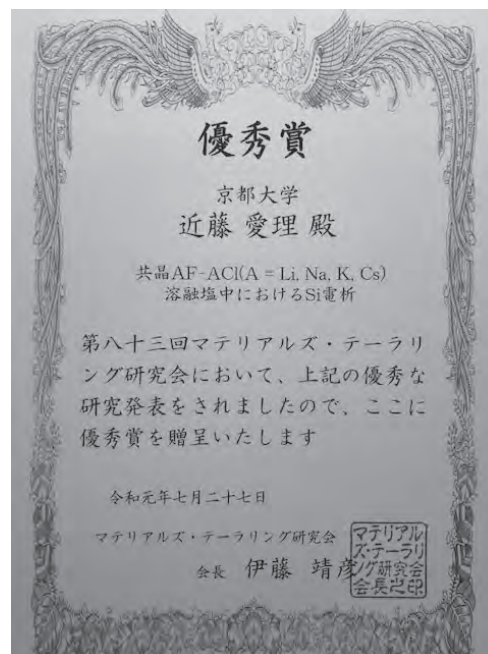 優秀賞
京都大学
近藤 愛理 殿
共晶AF-ACl(A = Li, Na, K, Cs)
溶融塩中におけるSi電析
第八十三回マテリアルズ・テーラリ
ング研究会において、上記の優秀な
研究発表をされましたので、ここに
優秀賞を贈呈いたします
令和元年七月二十七日
マテリアルズ・テーラリング研究会
会長 伊藤 靖彦
マテリアル
ズ・テーラリ
ング研究会
会長之印